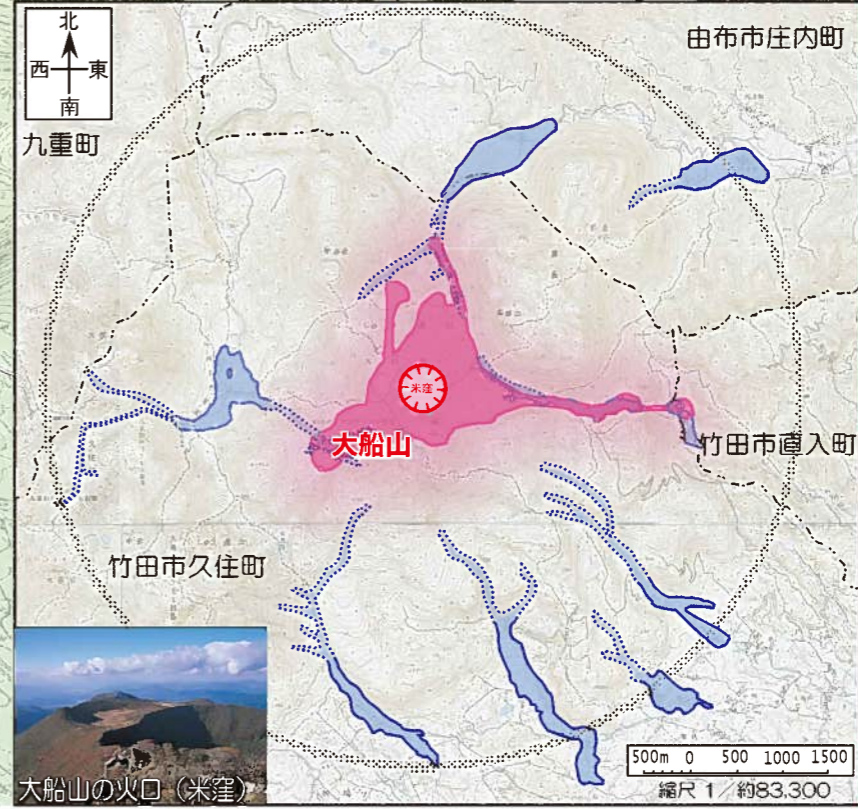 北
西 東
南
由布市庄内町
九重町
米窪
大船山
竹田市直入町
竹田市久住町
大船山の火口（米窪）
500m 0 500 1000 1500
縮尺 1／約83,300